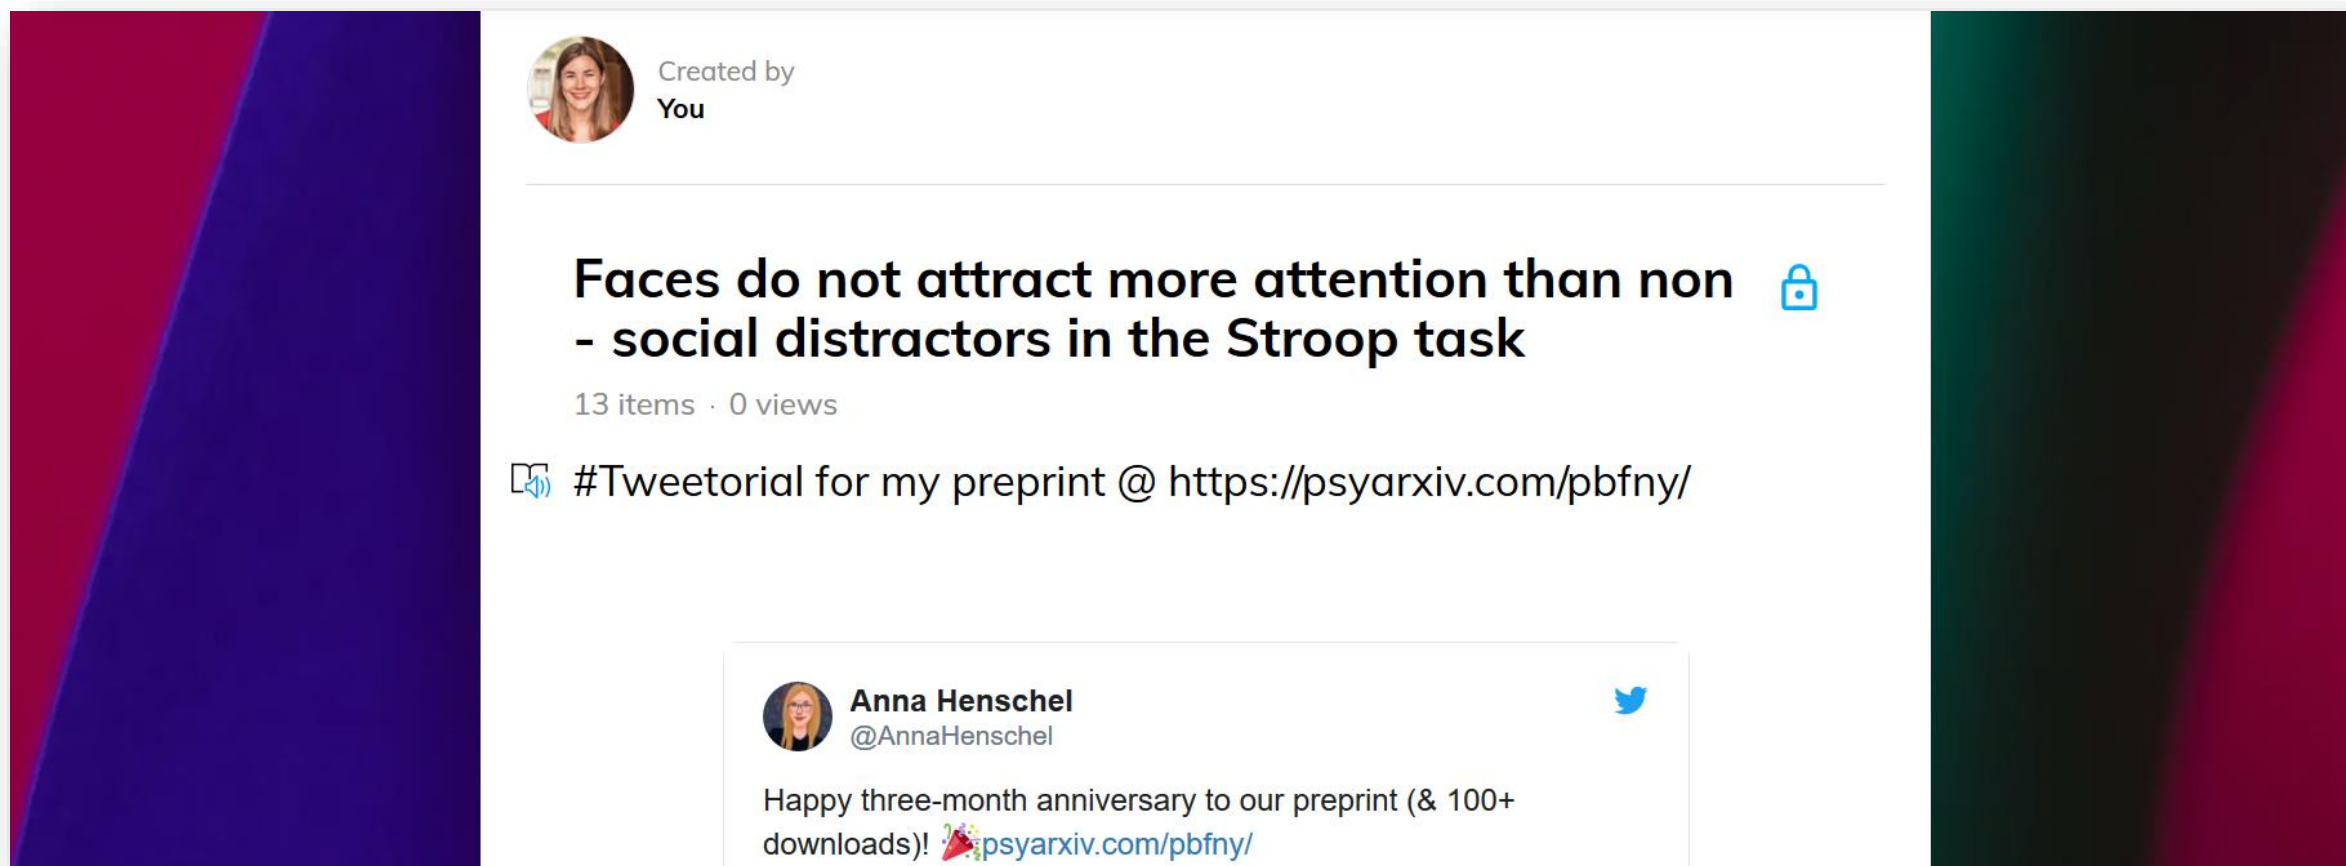 Created by
You
Faces do not attract more attention than non
- social distractors in the Stroop task
13 items · 0 views
#Tweetorial for my preprint @ https://psyarxiv.com/pbfny/
Anna Henschel
@AnnaHenschel
Happy three-month anniversary to our preprint (& 100+
downloads)! 🎉psyarxiv.com/pbfny/